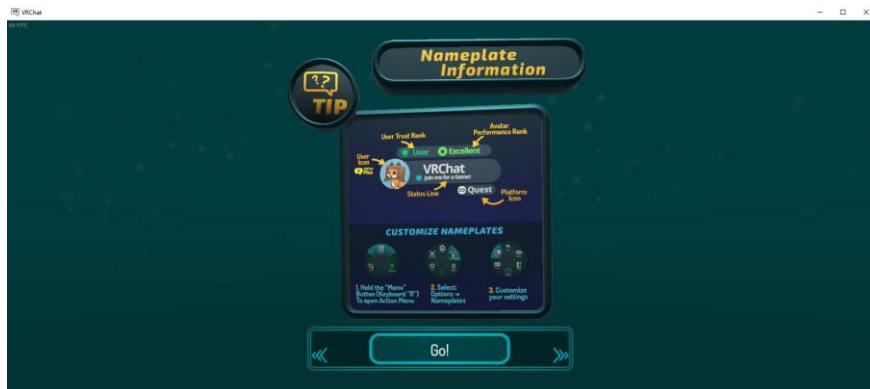 VRChat
60 FPS
Nameplate
Information
??
TIP
User Trust Rank
Avatar
Performance Rank
User
Excellent
User
Icon
VRChat
Join me for a Game!
Status Line
Quest
Platform
Icon
CUSTOMIZE NAMEPLATES
1. Hold the "Menu"
Button (Keyboard "R")
To open Action Menu
2. Select:
Options →
Nameplates
3. Customize
your settings
Go!